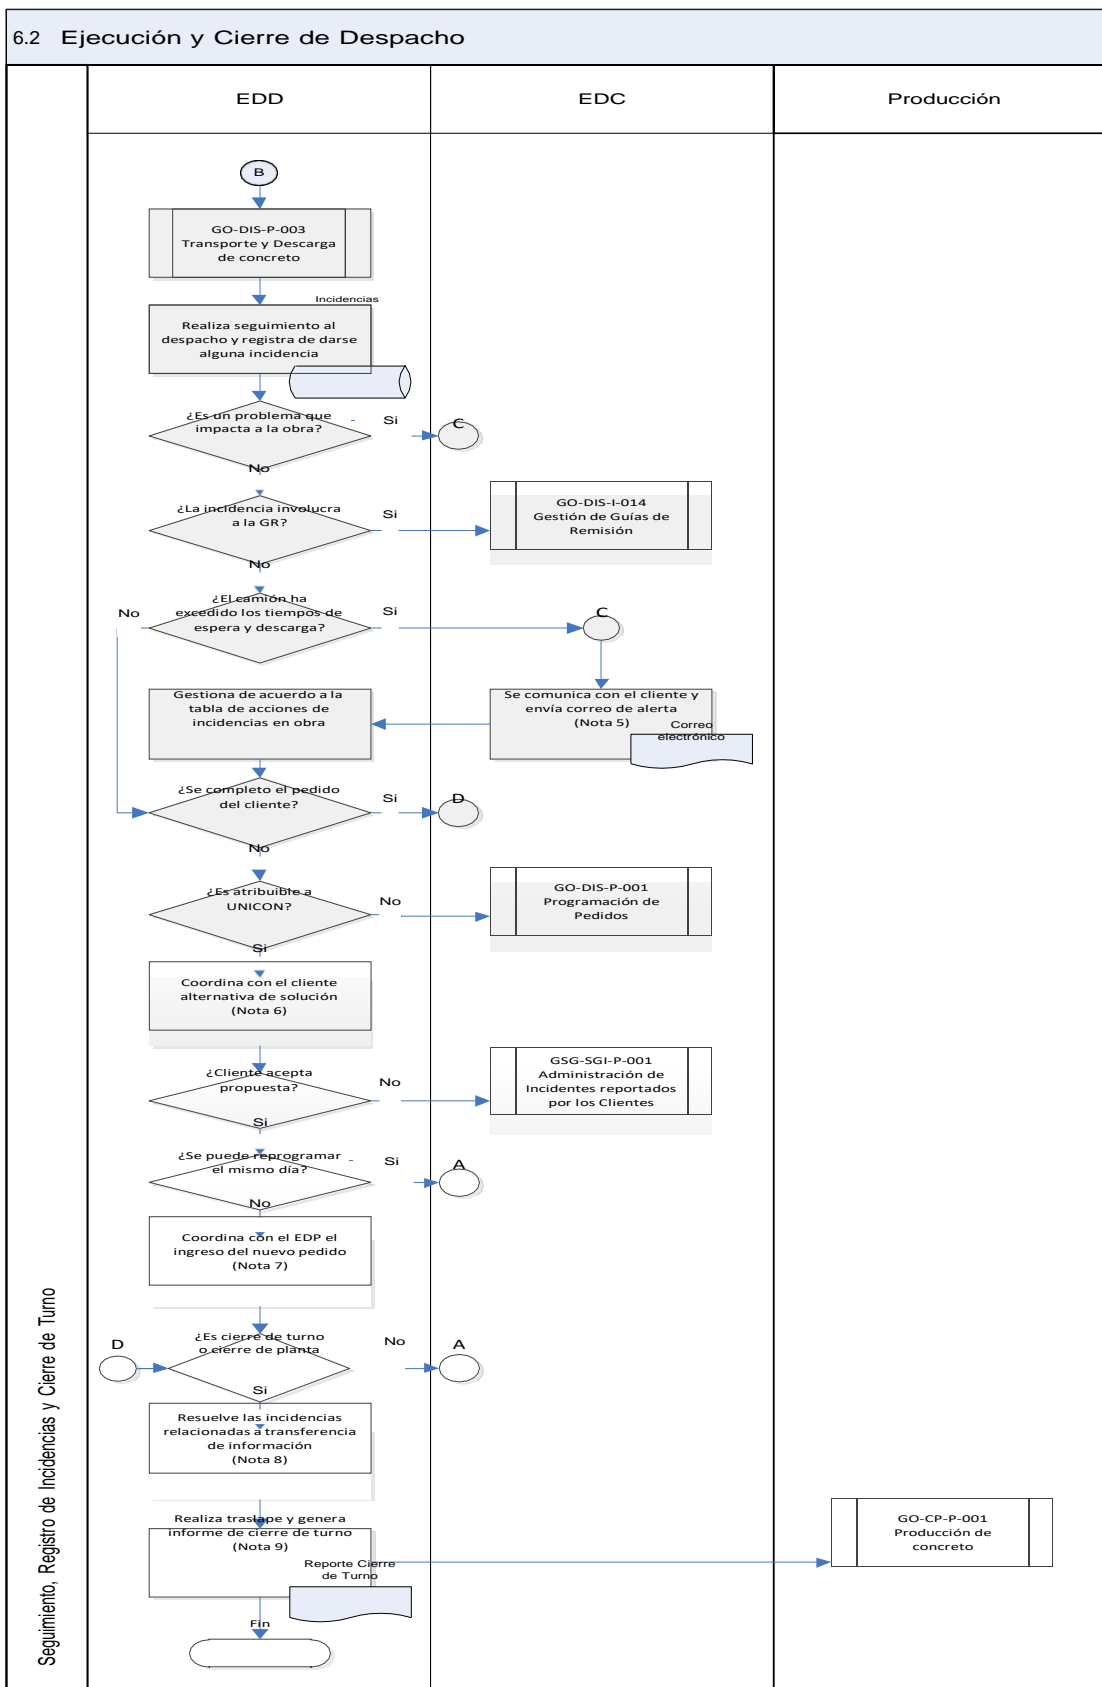 6.2 Ejecución y Cierre de Despacho
EDD
EDC
Producción
B
GO-DIS-P-003
Transporte y Descarga
de concreto
Incidencias
Realiza seguimiento al
despacho y registra de darse
alguna incidencia
¿Es un problema que
impacta a la obra?
Si
C
No
¿La incidencia involucra
a la GR?
Si
GO-DIS-I-014
Gestión de Guías de
Remisión
No
¿El camión ha
excedido los tiempos de
espera y descarga?
No
Si
C
Gestiona de acuerdo a la
tabla de acciones de
incidencias en obra
Se comunica con el cliente y
envía correo de alerta
(Nota 5)
Correo
electrónico
¿Se completo el pedido
del cliente?
Si
D
No
¿Es atribuible a
UNICON?
No
GO-DIS-P-001
Programación de
Pedidos
Si
Coordina con el cliente
alternativa de solución
(Nota 6)
¿Cliente acepta
propuesta?
No
GSG-SGI-P-001
Administración de
Incidentes reportados
por los Clientes
Si
¿Se puede reprogramar
el mismo día?
Si
A
No
Coordina con el EDP el
ingreso del nuevo pedido
(Nota 7)
D
¿Es cierre de turno
o cierre de planta
No
A
Si
Resuelve las incidencias
relacionadas a transferencia
de información
(Nota 8)
Realiza traslape y genera
informe de cierre de turno
(Nota 9)
Reporte Cierre
de Turno
GO-CP-P-001
Producción de
concreto
Fin
Seguimiento, Registro de Incidencias y Cierre de Turno